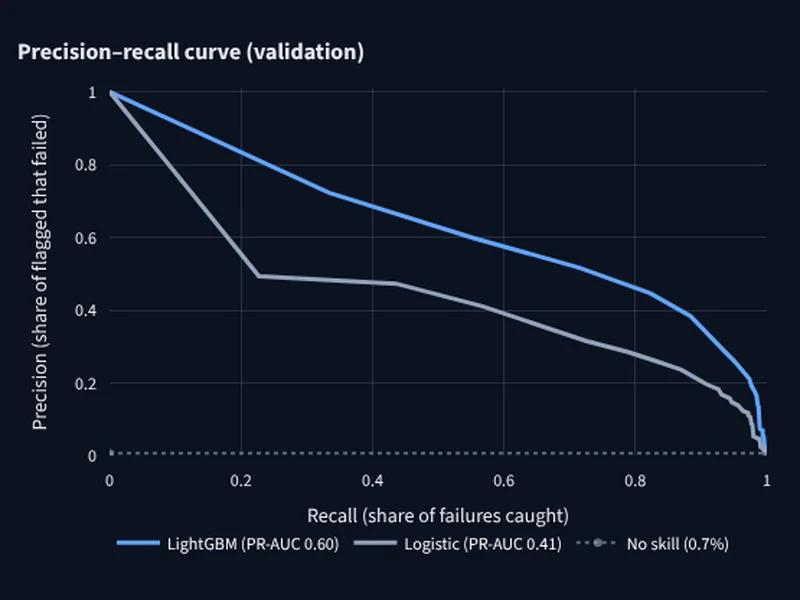 Precision–recall curve (validation)
Precision (share of flagged that failed)
1
0.8
0.6
0.4
0.2
0
0 0.2 0.4 0.6 0.8 1
Recall (share of failures caught)
LightGBM (PR-AUC 0.60) Logistic (PR-AUC 0.41) No skill (0.7%)